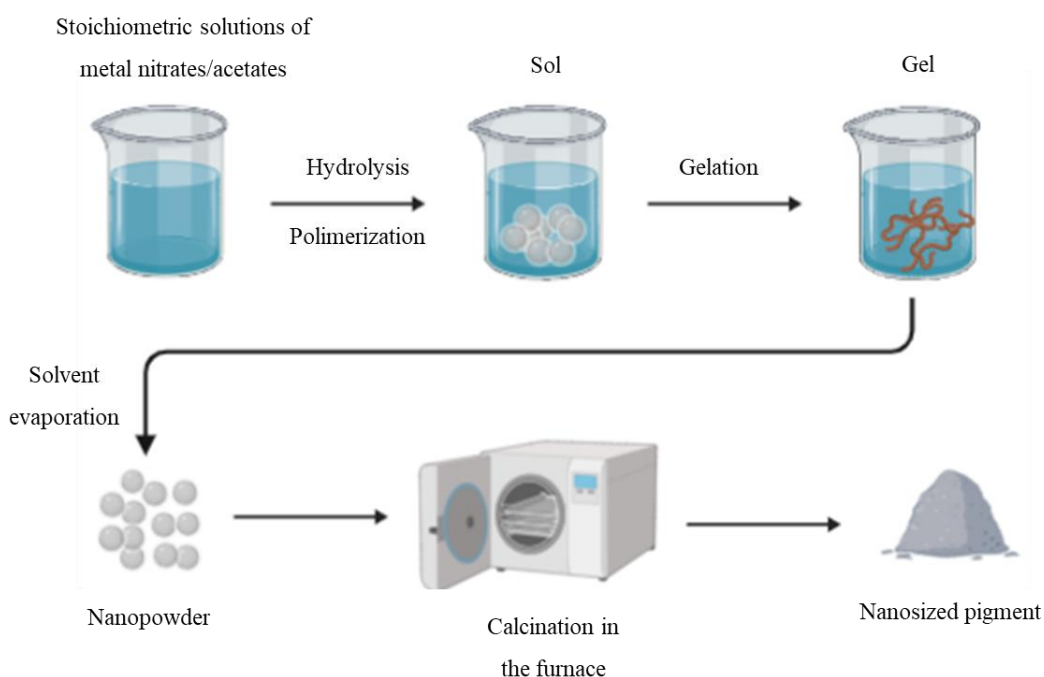 Stoichiometric solutions of
metal nitrates/acetates
Sol
Gel
Hydrolysis
Polimerization
Gelation
Solvent
evaporation
Nanopowder
Calcination in
the furnace
Nanosized pigment